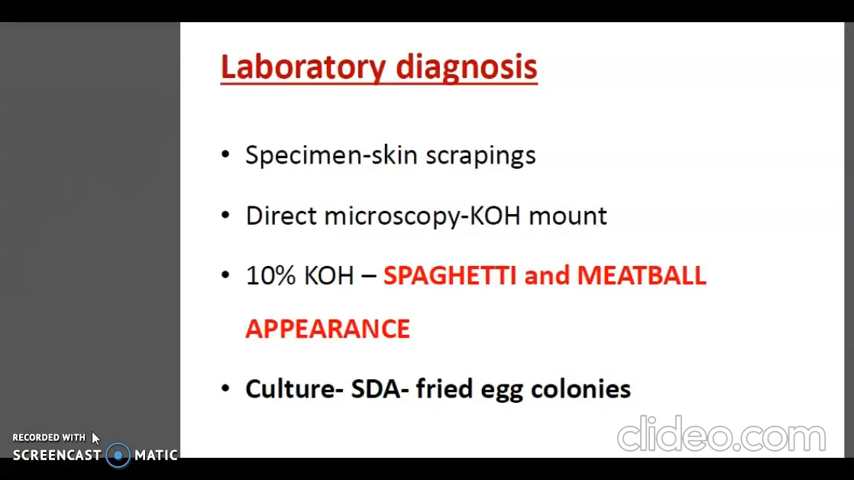 Laboratory diagnosis
• Specimen-skin scrapings
• Direct microscopy-KOH mount
• 10% KOH – SPAGHETTI and MEATBALL
APPEARANCE
• Culture- SDA- fried egg colonies
clideo.com
RECORDED WITH
SCREENCAST MATIC